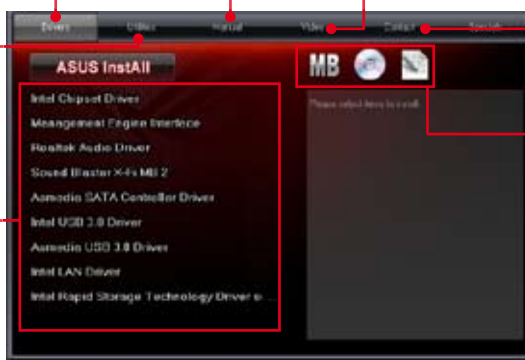 Drivers Utilities Manual Video Contact Specials
ASUS InstAll
MB
Please select items to install.
Intel Chipset Driver
Management Engine Interface
Realtek Audio Driver
Sound Blaster X-Fi MB 2
Asmedia SATA Controller Driver
Intel USB 3.0 Driver
Asmedia USB 3.0 Driver
Intel LAN Driver
Intel Rapid Storage Technology Driver